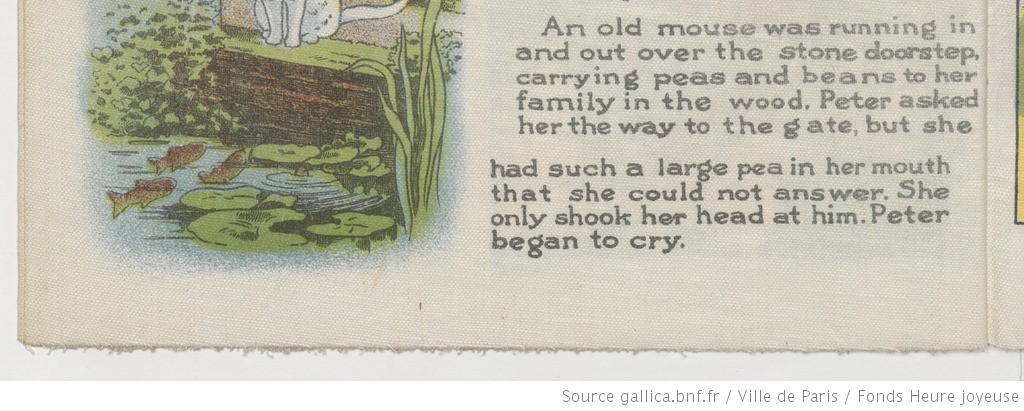 An old mouse was running in
and out over the stone doorstep,
carrying peas and beans to her
family in the wood. Peter asked
her the way to the gate, but she
had such a large pea in her mouth
that she could not answer. She
only shook her head at him. Peter
began to cry.
Source gallica.bnf.fr / Ville de Paris / Fonds Heure joyeuse